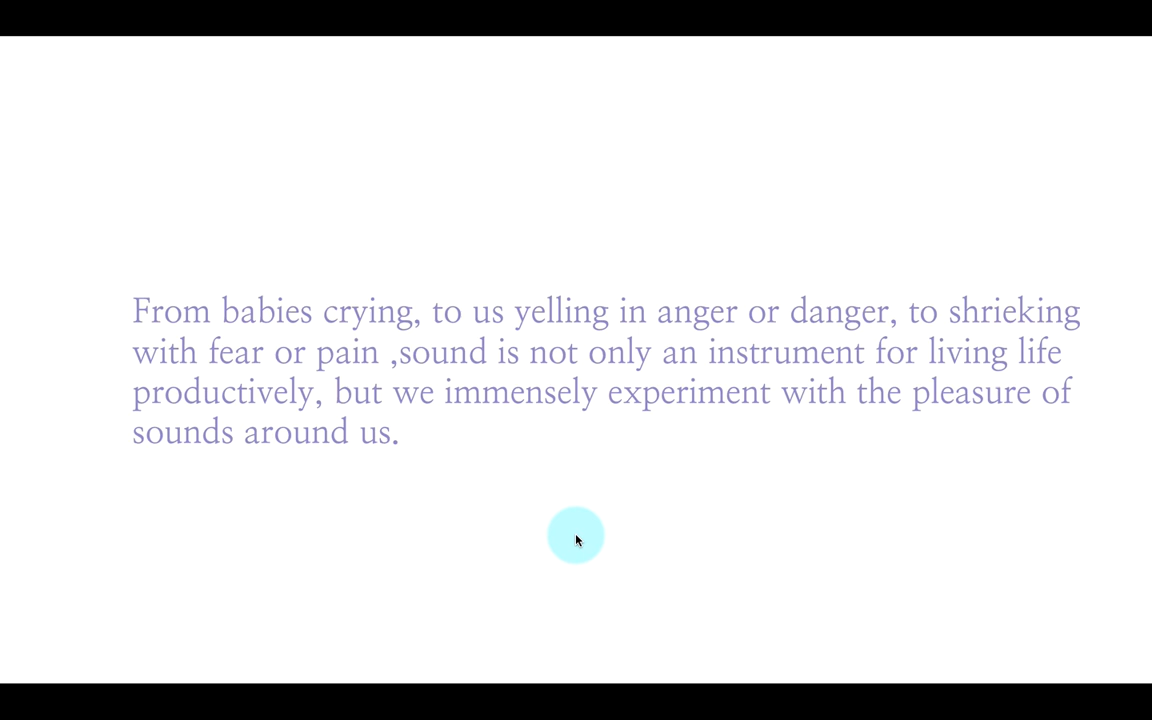 From babies crying, to us yelling in anger or danger, to shrieking
with fear or pain ,sound is not only an instrument for living life
productively, but we immensely experiment with the pleasure of
sounds around us.